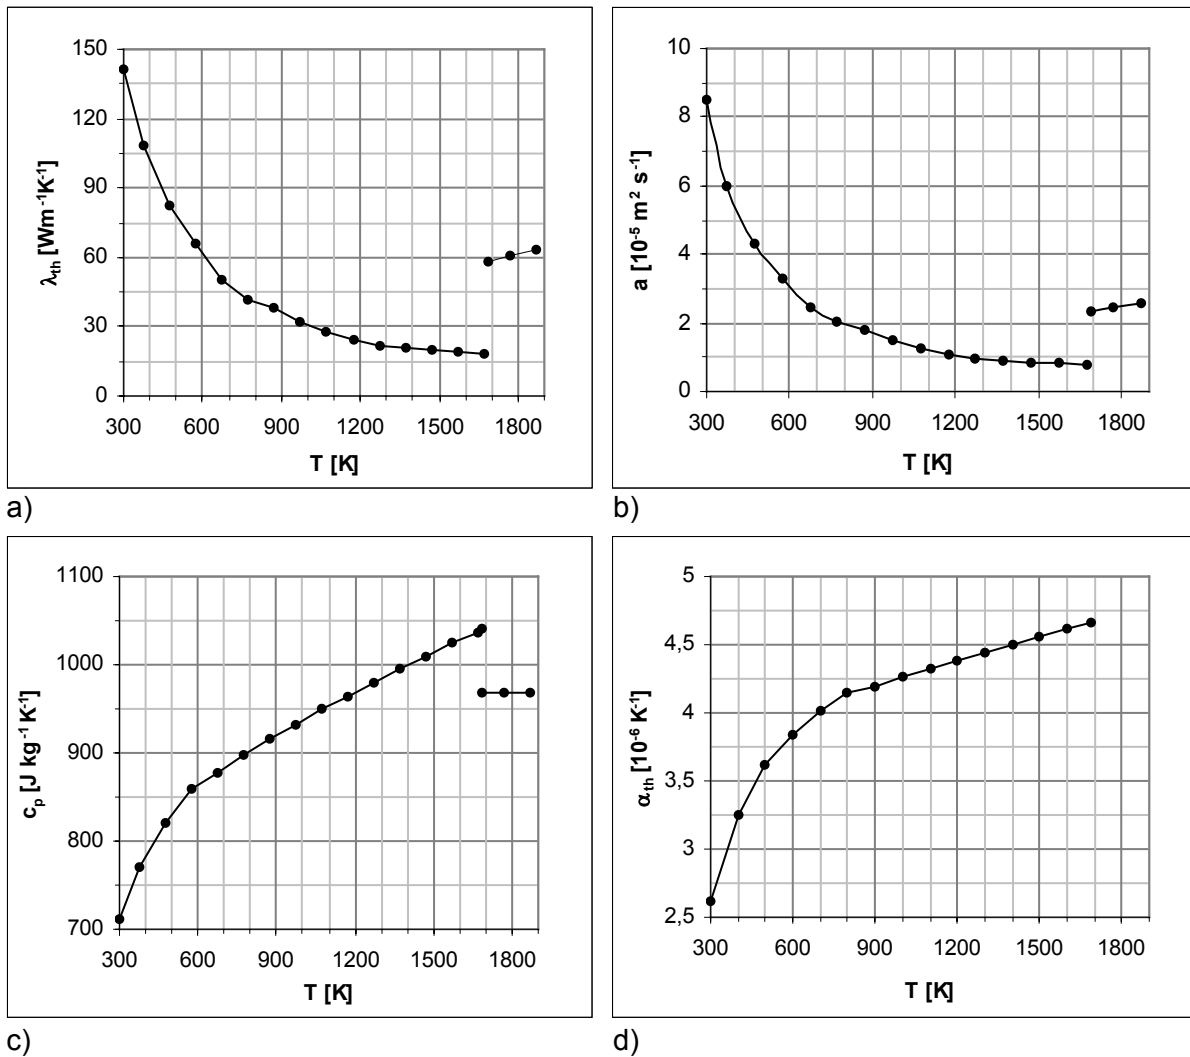 λth [Wm-1K-1]
150
120
90
60
30
0
300 600 900 1200 1500 1800
T [K]
a)
a [10-5 m2 s-1]
10
8
6
4
2
0
300 600 900 1200 1500 1800
T [K]
b)
cp [J kg-1 K-1]
1100
1000
900
800
700
300 600 900 1200 1500 1800
T [K]
c)
αth [10-6 K-1]
5
4,5
4
3,5
3
2,5
300 600 900 1200 1500 1800
T [K]
d)